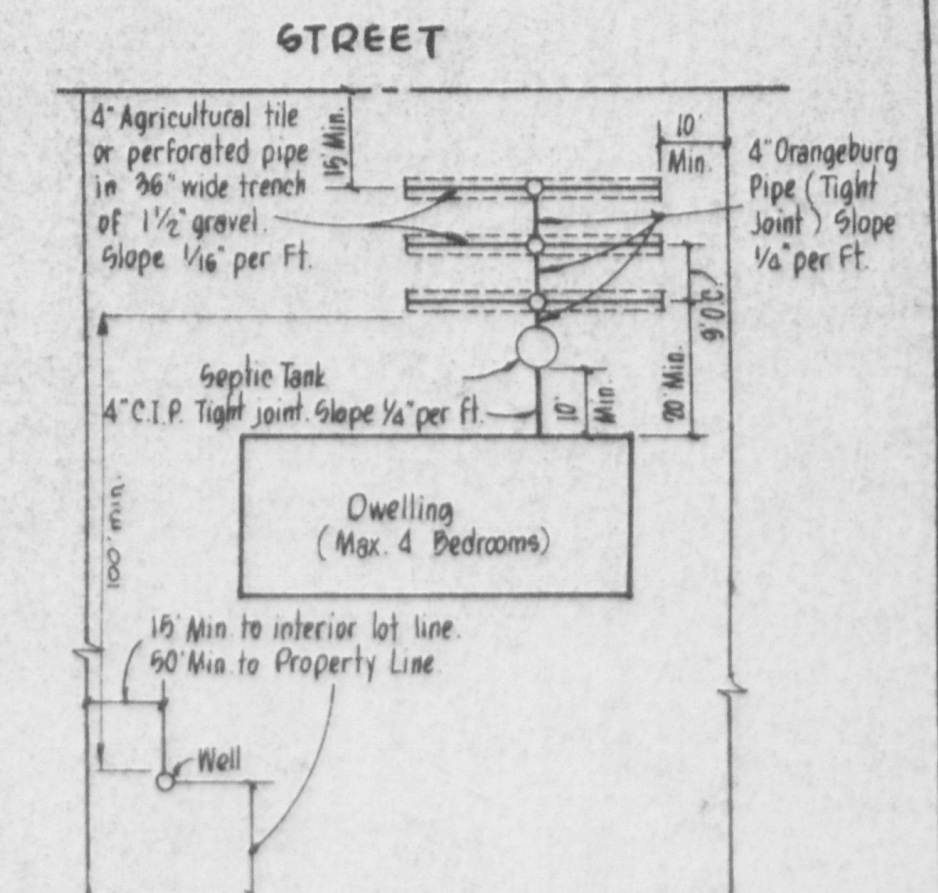 STREET
4" Agricultural tile
or perforated pipe
in 36" wide trench
of 1½" gravel.
Slope 1/16" per Ft.
15' Min.
10'
Min.
4" Orangeburg
Pipe (Tight
Joint) Slope
¼" per Ft.
9' O.C.
20' Min.
Septic Tank
4" C.I.P. Tight joint. Slope ¼" per ft.
10'
Min.
Dwelling
(Max. 4 Bedrooms)
100' Min.
15' Min. to interior lot line.
50' Min. to Property Line.
Well